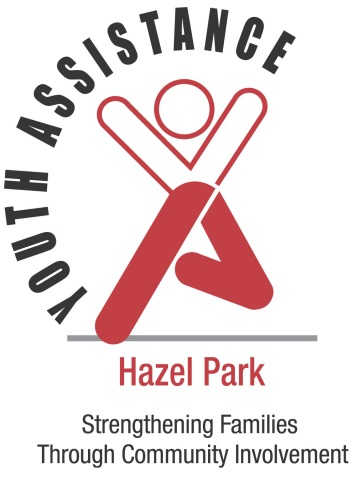 YOUTH ASSISTANCE
Hazel Park
Strengthening Families
Through Community Involvement